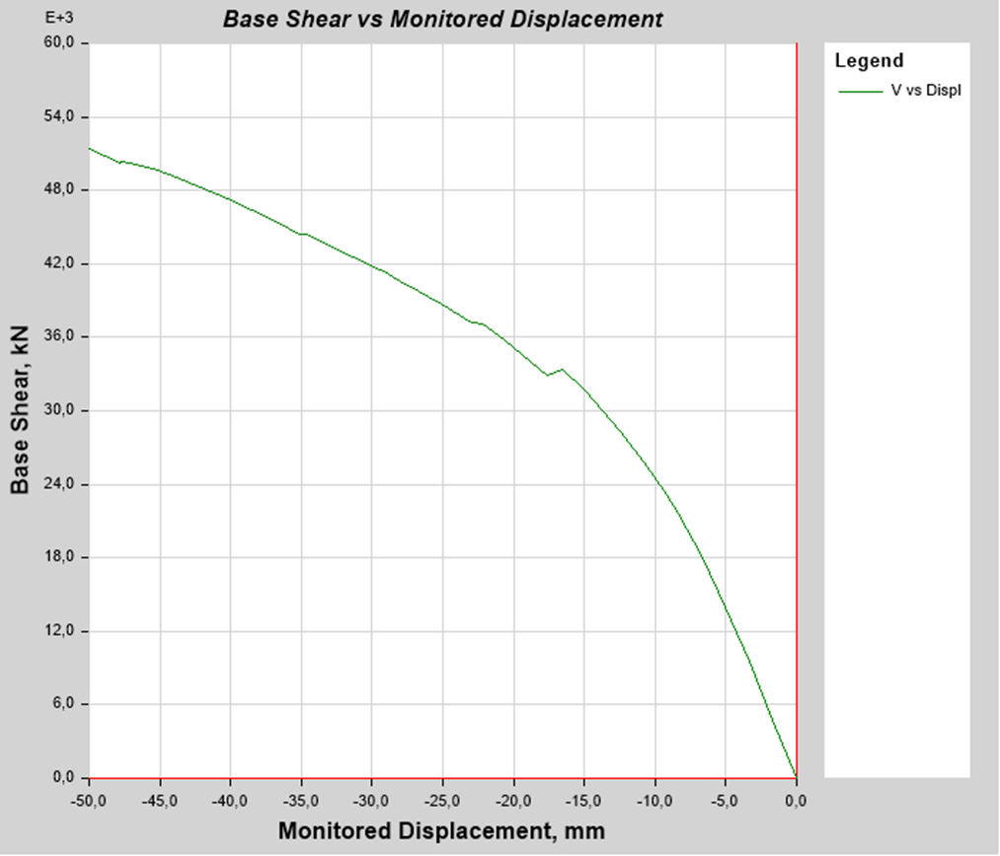 Base Shear vs Monitored Displacement
E+3
60,0
54,0
48,0
42,0
36,0
30,0
24,0
18,0
12,0
6,0
0,0
Base Shear, kN
-50,0 -45,0 -40,0 -35,0 -30,0 -25,0 -20,0 -15,0 -10,0 -5,0 0,0
Monitored Displacement, mm
Legend
V vs Displ